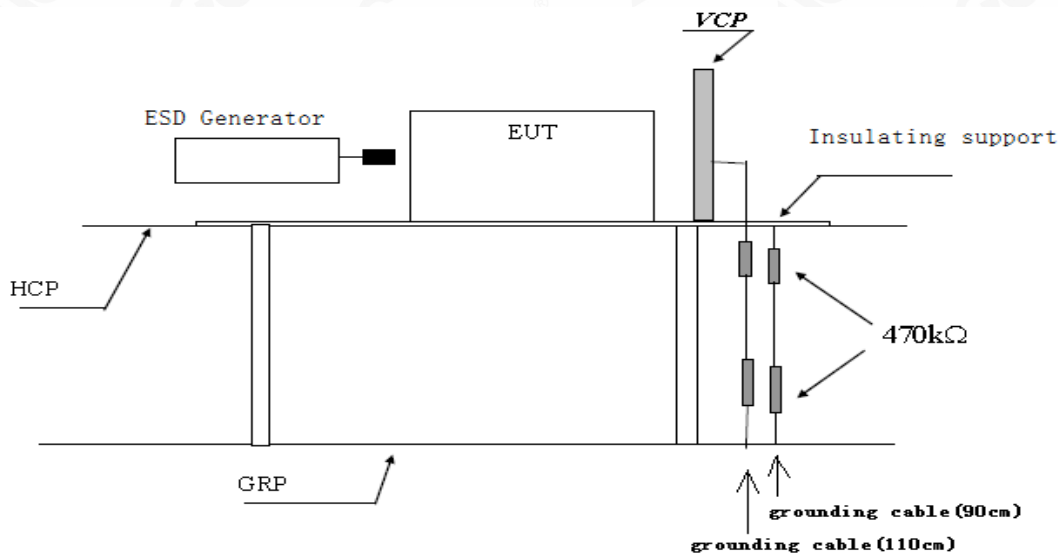 VCP
ESD Generator
EUT
Insulating support
HCP
470kΩ
GRP
grounding cable(90cm)
grounding cable(110cm)